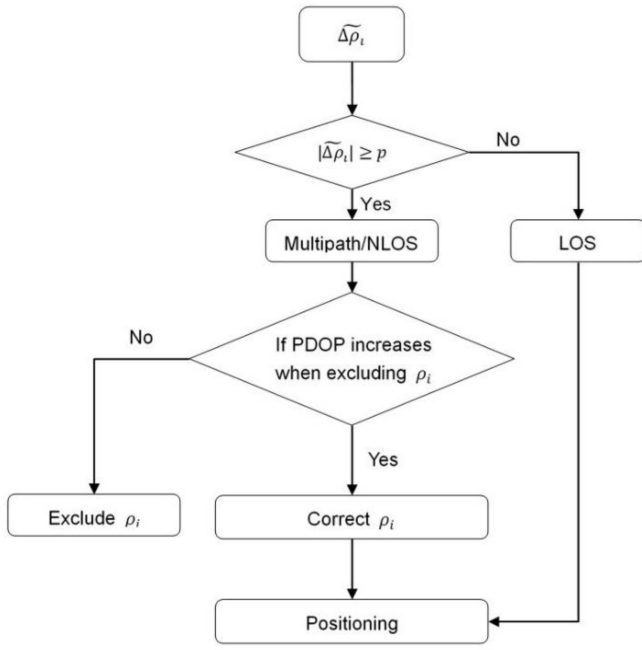 Δρ̃ᵢ
|Δρ̃ᵢ| ≥ p
No
Yes
Multipath/NLOS
LOS
No
If PDOP increases
when excluding ρᵢ
Yes
Exclude ρᵢ
Correct ρᵢ
Positioning